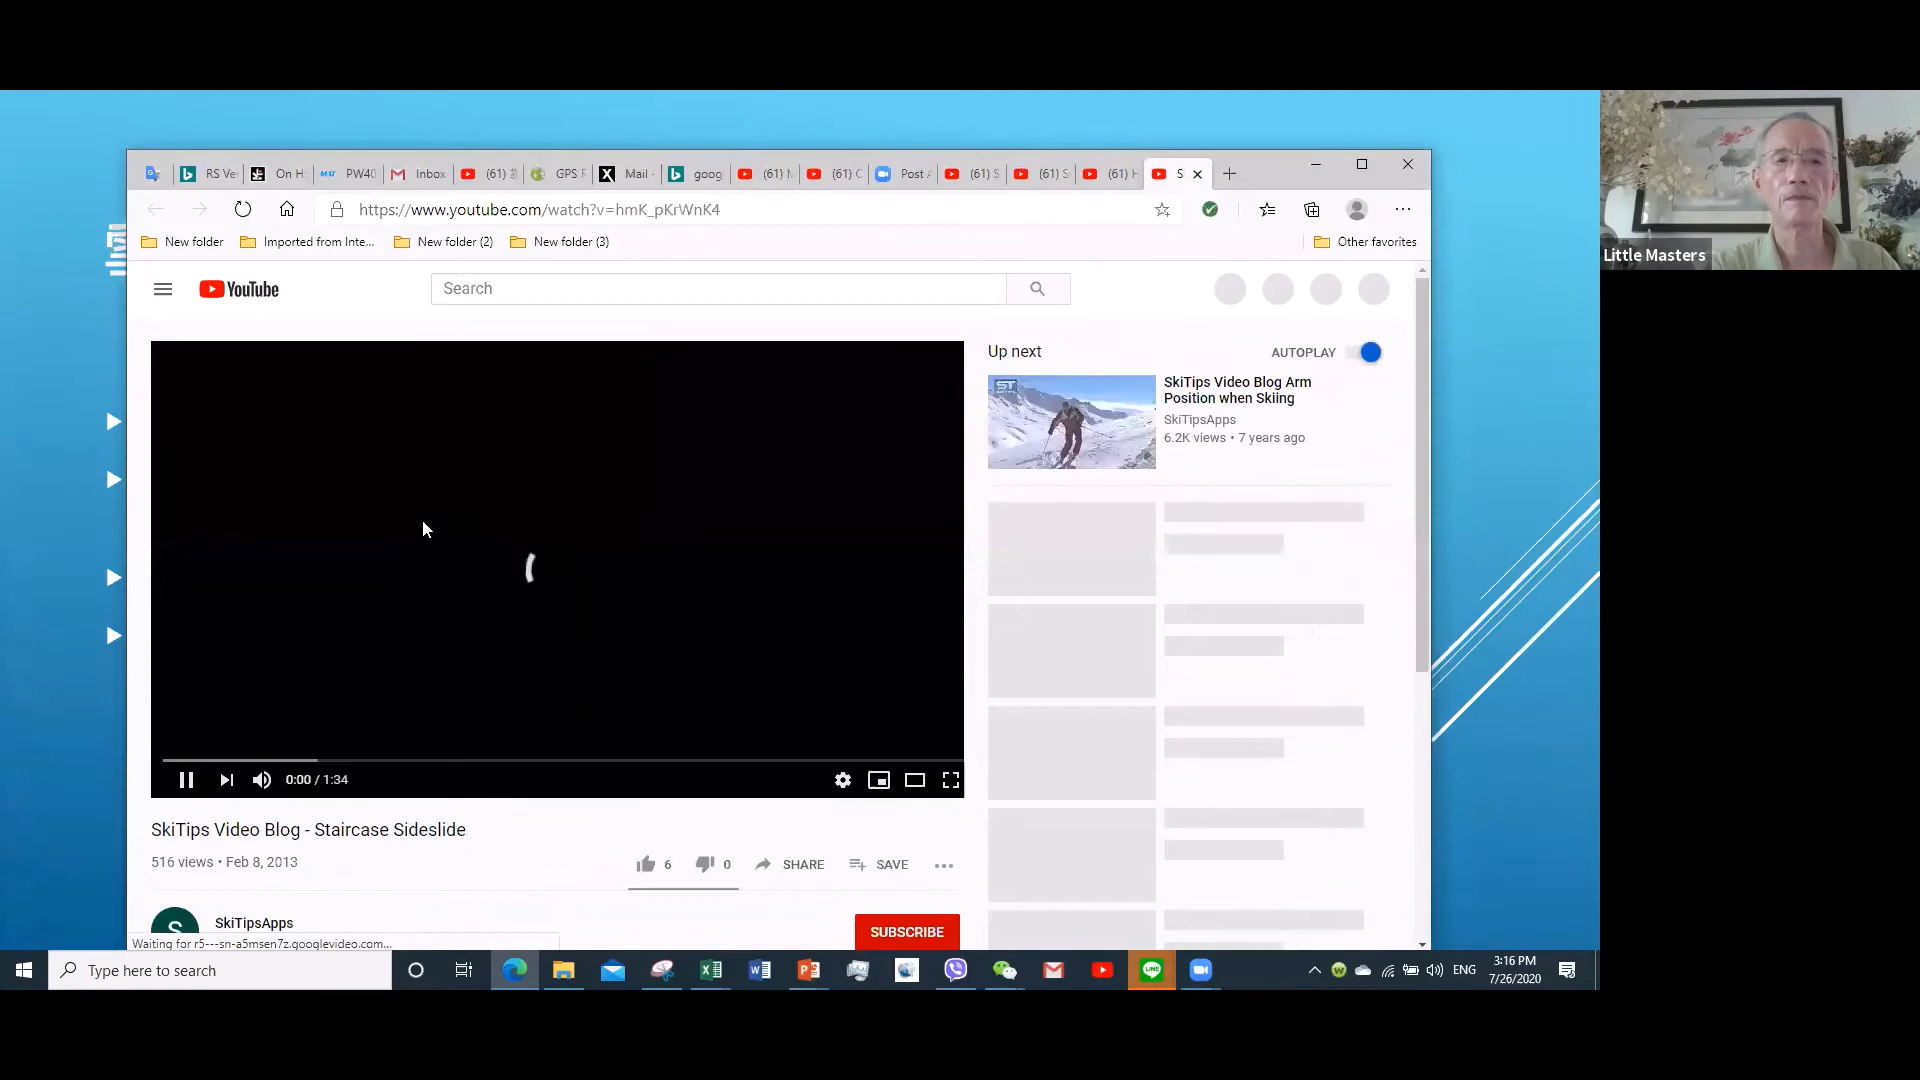 RS Ve
On H
PW40
Inbox
(61)
GPS F
Mail -
goog
(61) M
(61) C
Post A
(61) S
(61) S
(61) H
S
https://www.youtube.com/watch?v=hmK_pKrWnK4
New folder
Imported from Inte...
New folder (2)
New folder (3)
Other favorites
YouTube
Search
Up next
AUTOPLAY
ST
SkiTips Video Blog Arm
Position when Skiing
SkiTipsApps
6.2K views • 7 years ago
0:00 / 1:34
SkiTips Video Blog - Staircase Sideslide
516 views • Feb 8, 2013
6
0
SHARE
SAVE
S
SkiTipsApps
SUBSCRIBE
Waiting for r5---sn-a5msen7z.googlevideo.com...
Type here to search
ENG
3:16 PM
7/26/2020
Little Masters